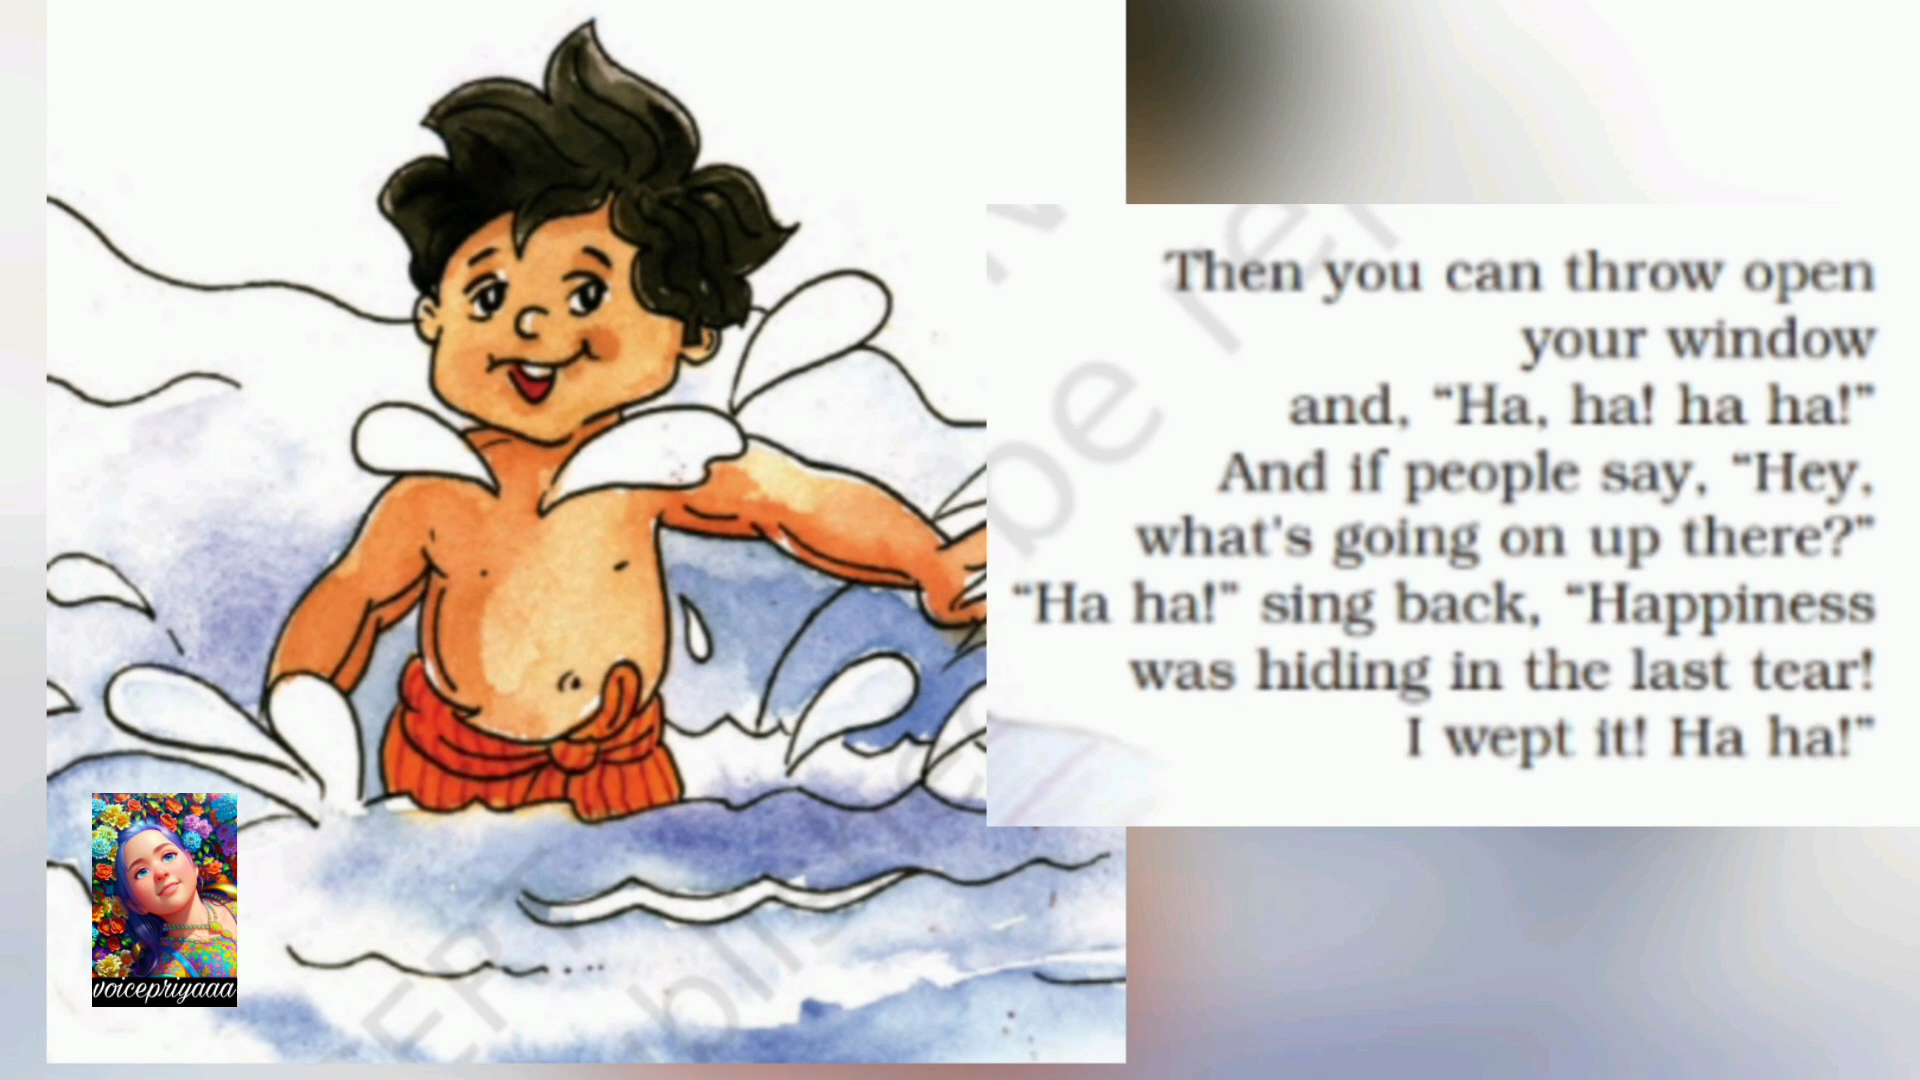 Then you can throw open
your window
and, “Ha, ha! ha ha!”
And if people say, “Hey,
what's going on up there?”
“Ha ha!” sing back, “Happiness
was hiding in the last tear!
I wept it! Ha ha!”
voicepriyaaa